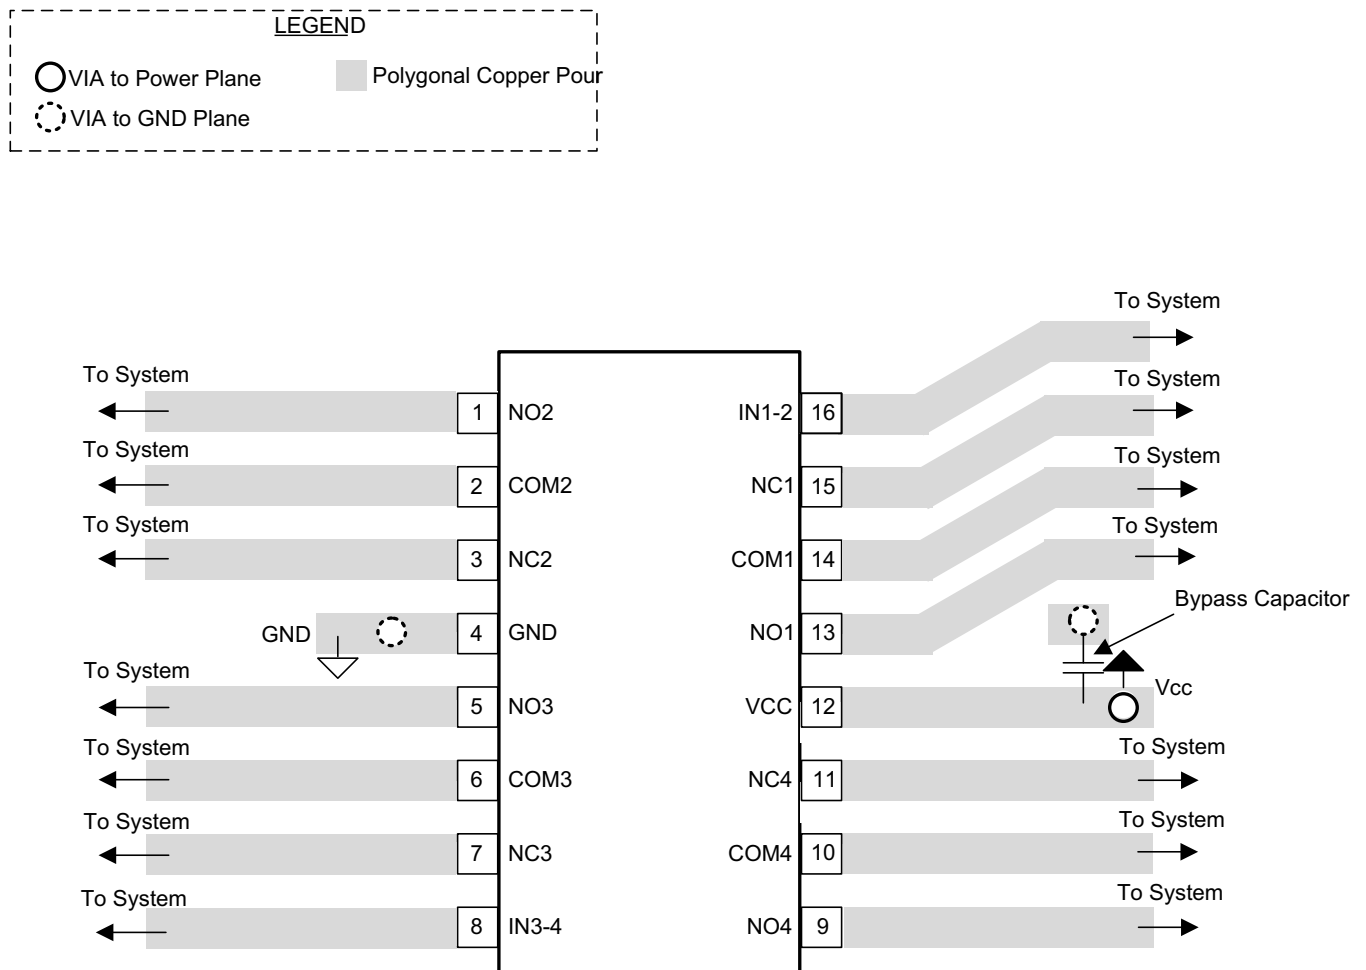 LEGEND
VIA to Power Plane
Polygonal Copper Pour
VIA to GND Plane
To System
To System
1 NO2
IN1-2 16
To System
To System
2 COM2
NC1 15
To System
To System
3 NC2
COM1 14
To System
GND
4 GND
NO1 13
Bypass Capacitor
To System
5 NO3
VCC 12
Vcc
To System
6 COM3
NC4 11
To System
To System
7 NC3
COM4 10
To System
To System
8 IN3-4
NO4 9
To System